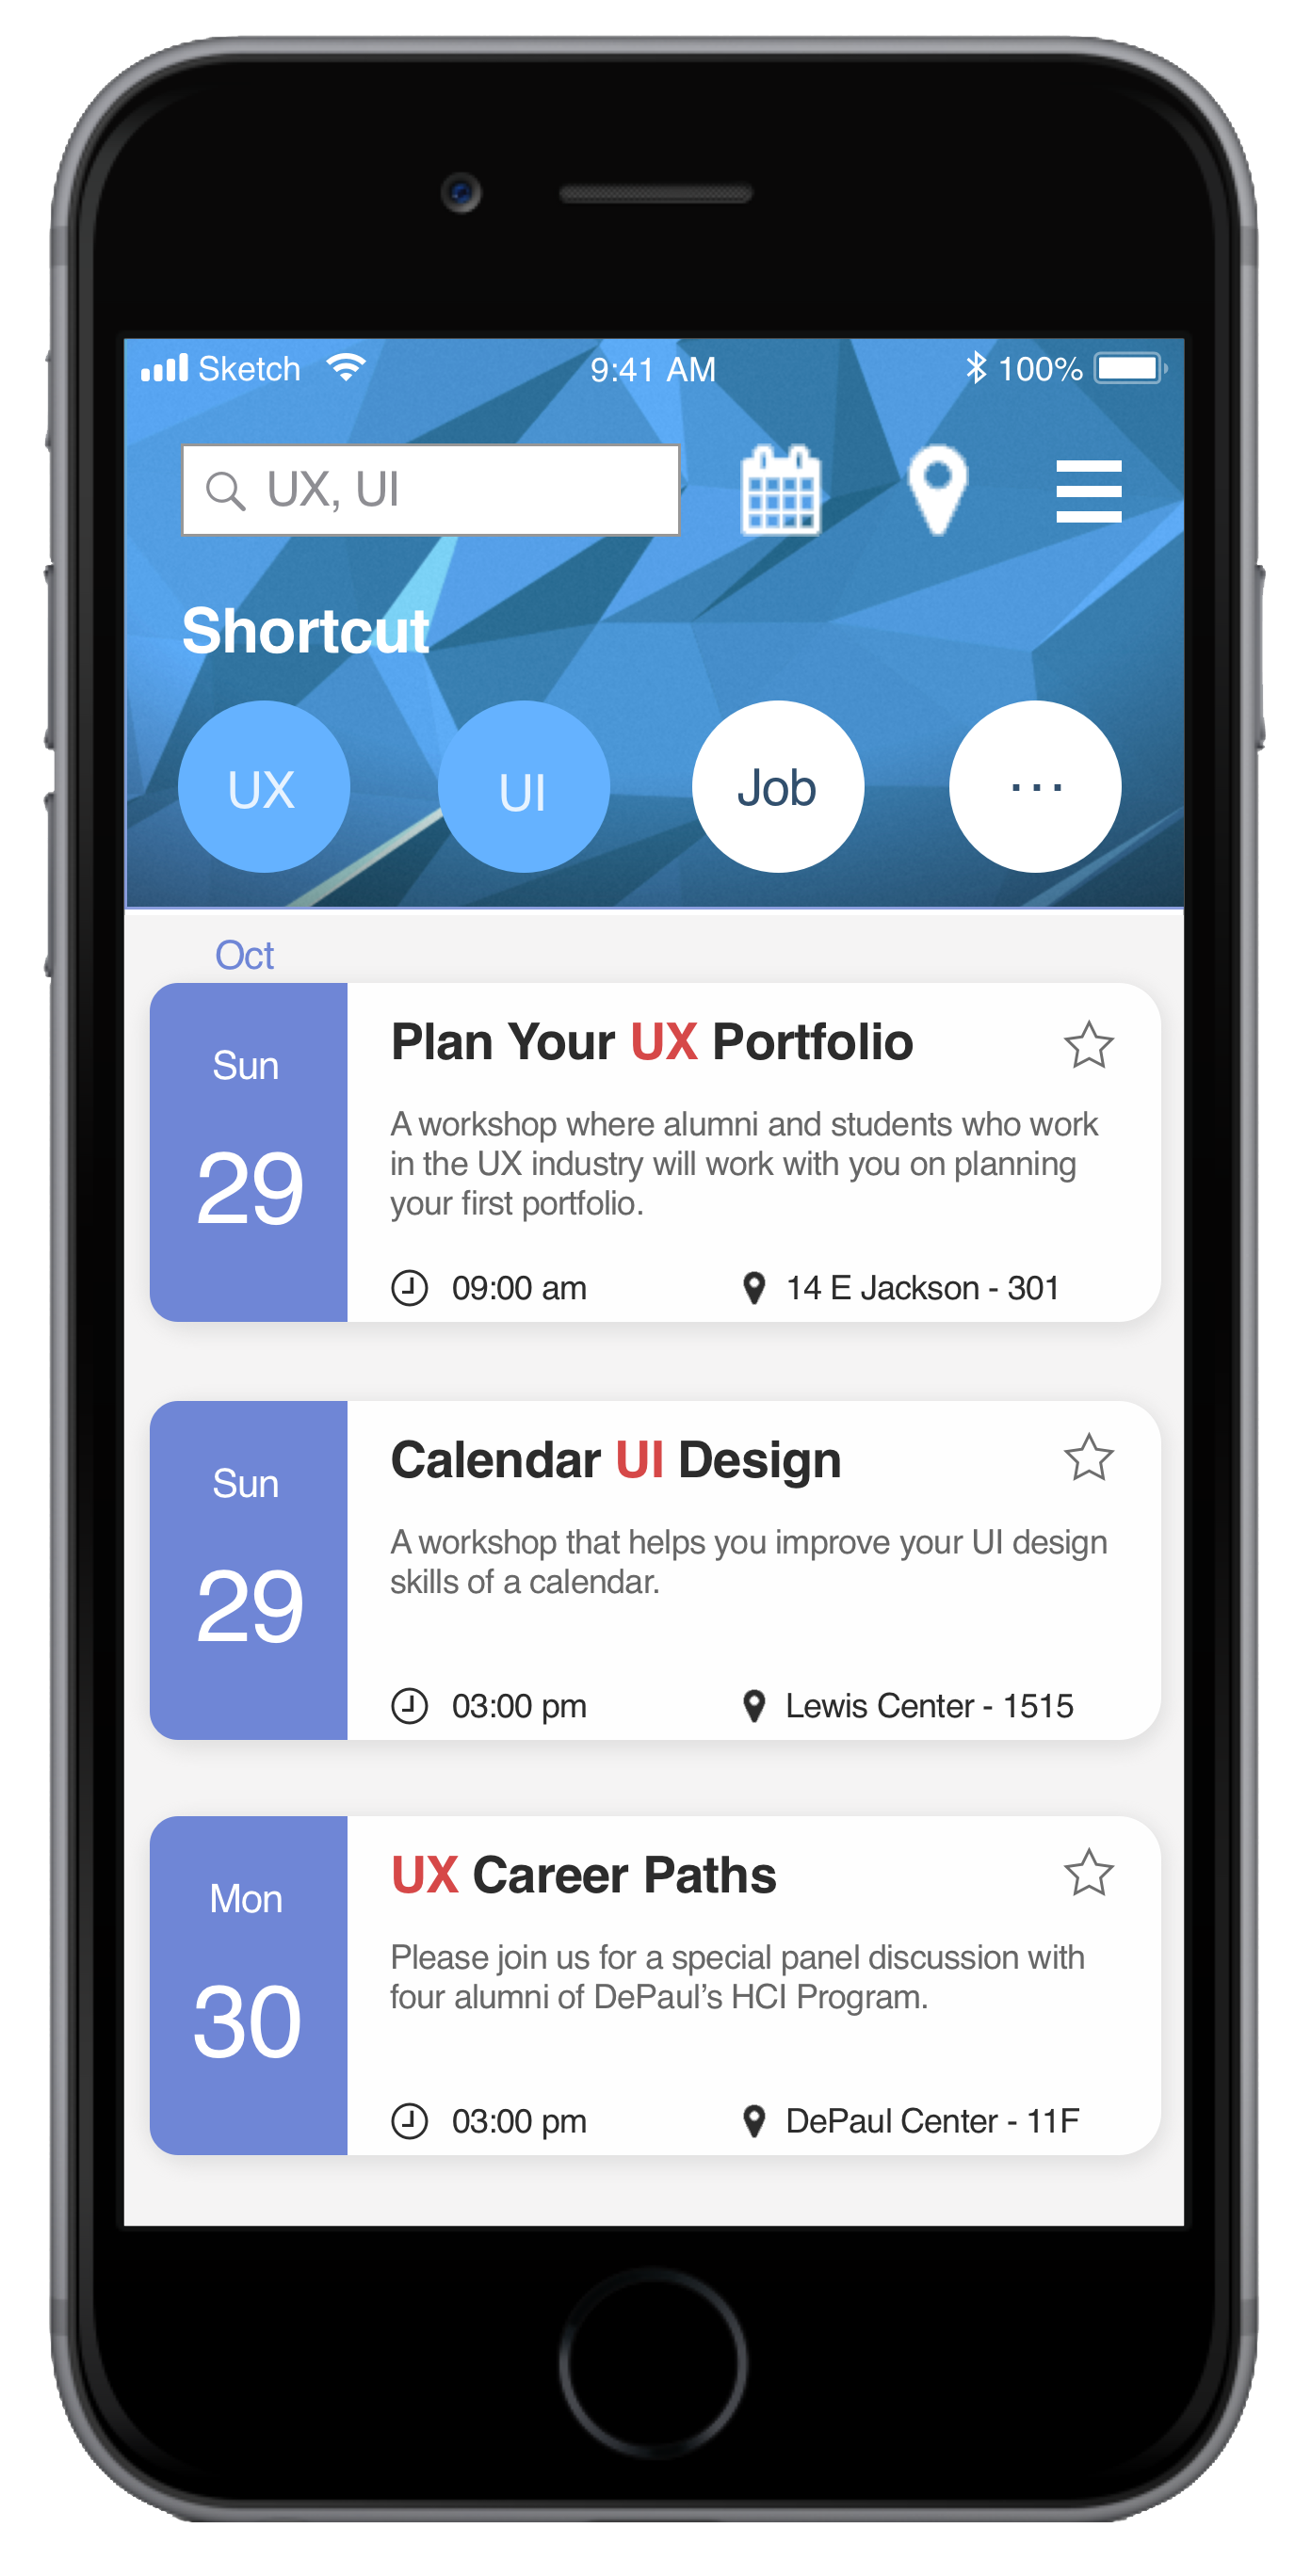 Sketch 9:41 AM 100%
UX, UI
Shortcut
UX UI Job ...
Oct
Sun
29
Plan Your UX Portfolio
A workshop where alumni and students who work
in the UX industry will work with you on planning
your first portfolio.
09:00 am 14 E Jackson - 301
Sun
29
Calendar UI Design
A workshop that helps you improve your UI design
skills of a calendar.
03:00 pm Lewis Center - 1515
Mon
30
UX Career Paths
Please join us for a special panel discussion with
four alumni of DePaul’s HCI Program.
03:00 pm DePaul Center - 11F